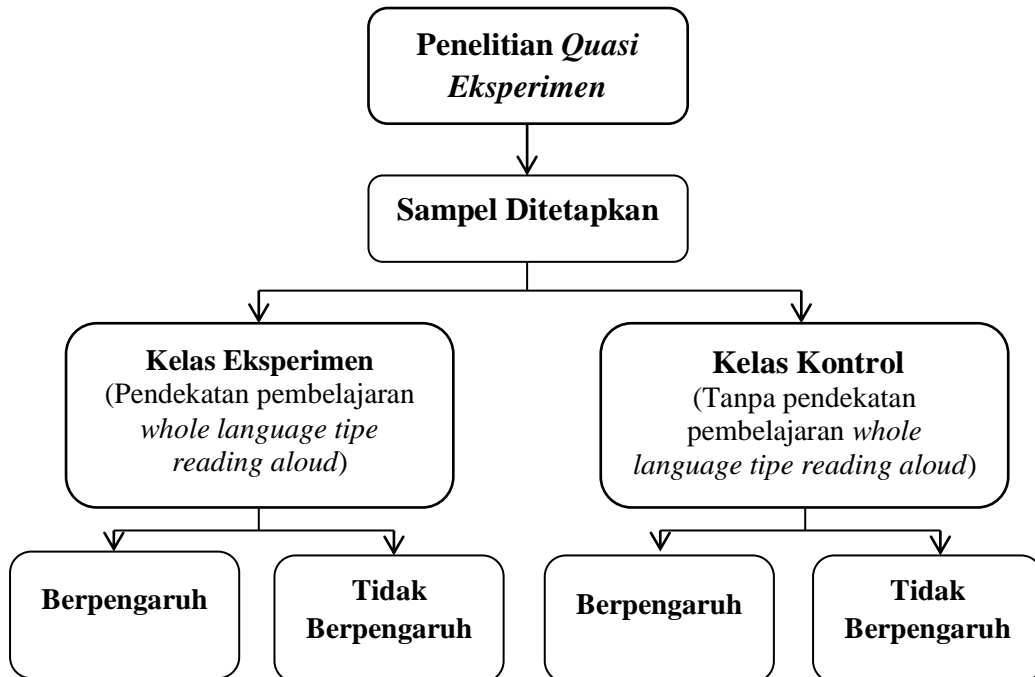 Penelitian Quasi
Eksperimen
Sampel Ditetapkan
Kelas Eksperimen
(Pendekatan pembelajaran
whole language tipe
reading aloud)
Kelas Kontrol
(Tanpa pendekatan
pembelajaran whole
language tipe reading aloud)
Berpengaruh
Tidak
Berpengaruh
Berpengaruh
Tidak
Berpengaruh